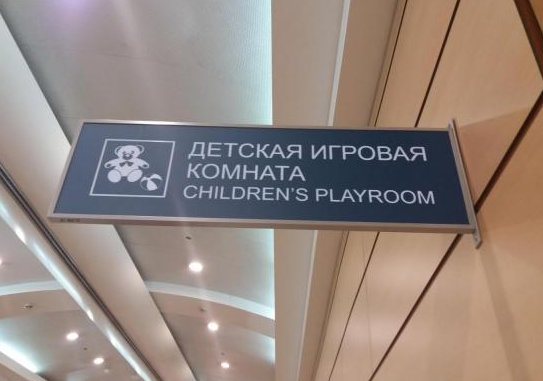 ДЕТСКАЯ ИГРОВАЯ
КОМНАТА
CHILDREN'S PLAYROOM